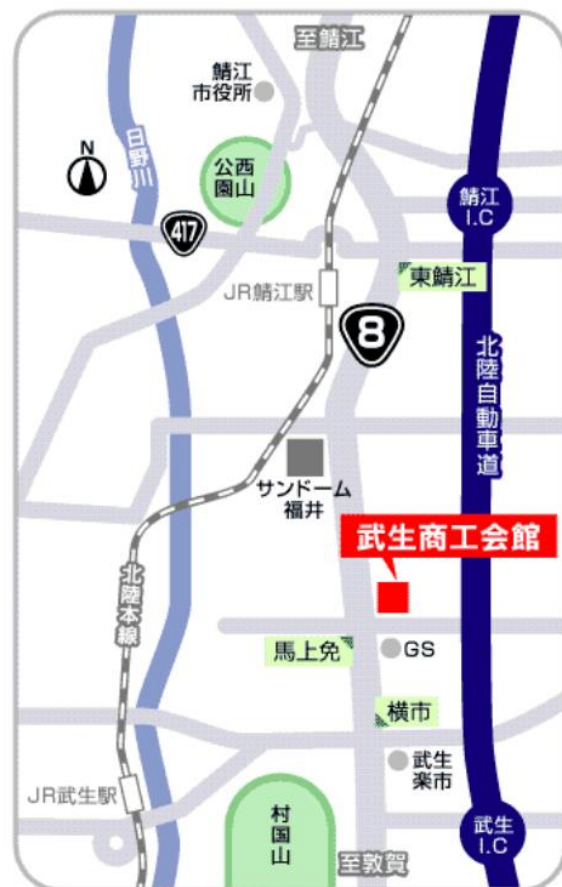 至鯖江
鯖江
市役所
N
日野川
公西
園山
417
鯖江
I.C
東鯖江
JR鯖江駅
8
北陸自動車道
サンドーム
福井
武生商工会館
北陸本線
馬上免
GS
横市
武生
楽市
JR武生駅
村国山
武生
I.C
至敦賀